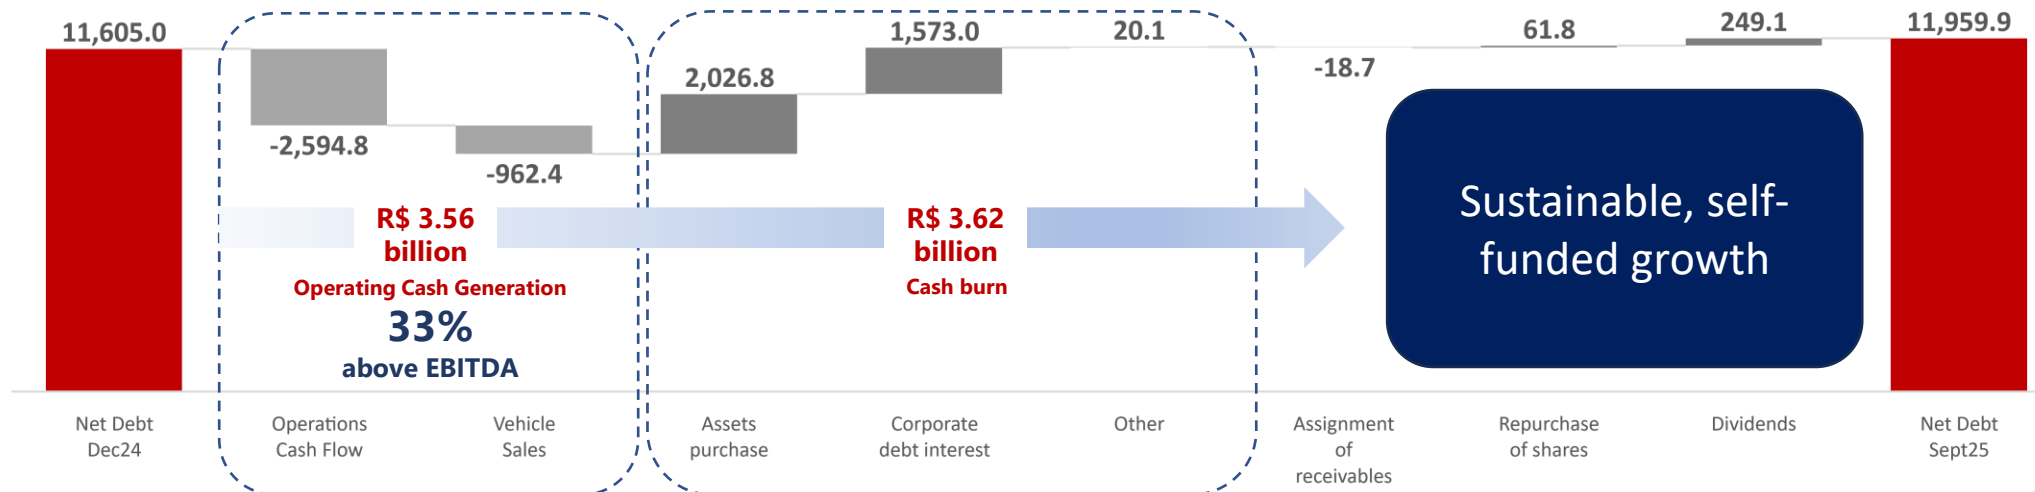 11,605.0
-2,594.8
-962.4
2,026.8
1,573.0
20.1
-18.7
61.8
249.1
11,959.9
R$ 3.56
billion
Operating Cash Generation
33%
above EBITDA
R$ 3.62
billion
Cash burn
Sustainable, self-
funded growth
Net Debt
Dec24
Operations
Cash Flow
Vehicle
Sales
Assets
purchase
Corporate
debt interest
Other
Assignment
of
receivables
Repurchase
of shares
Dividends
Net Debt
Sept25